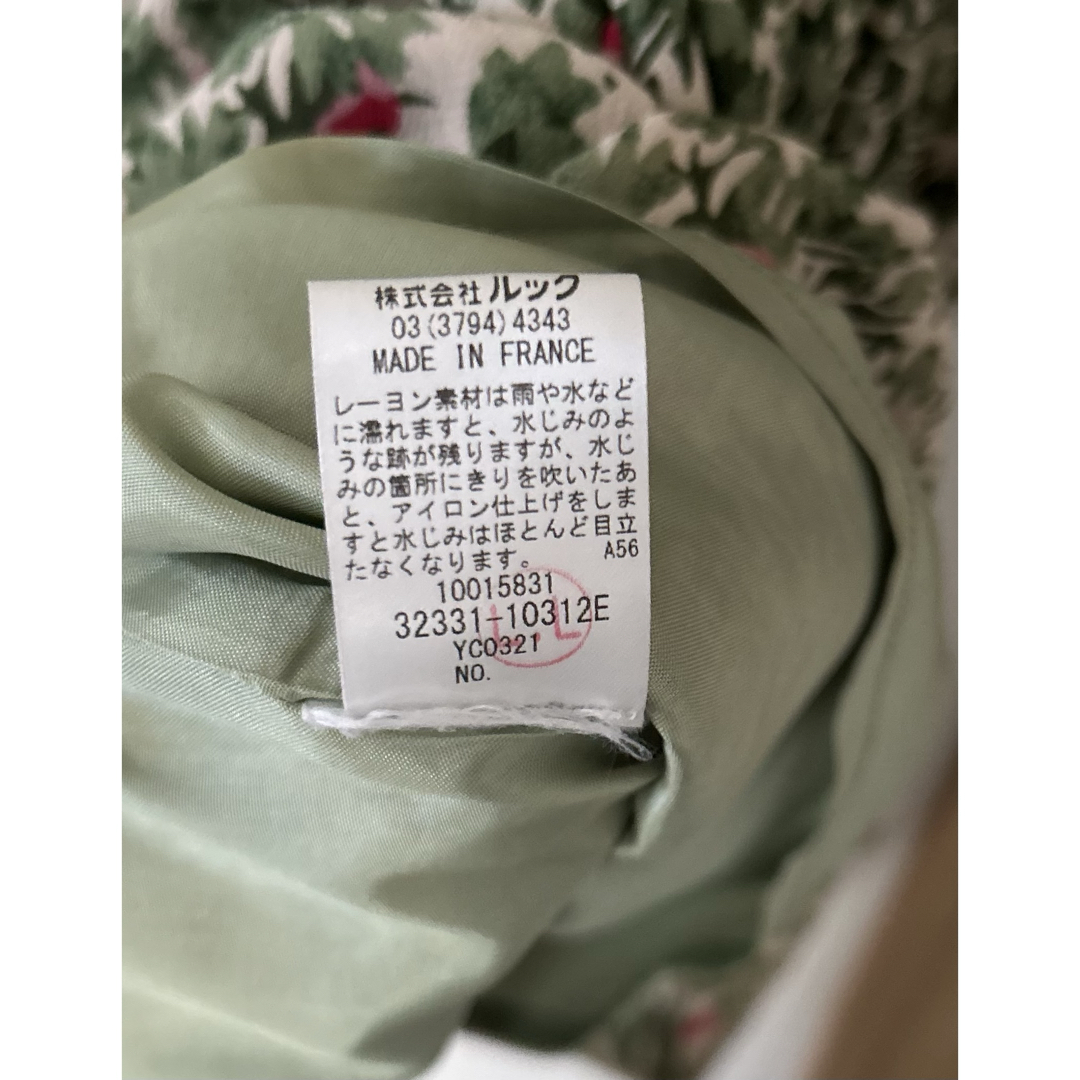 株式会社 ルック
03(3794)4343
MADE IN FRANCE
レーヨン素材は雨や水など
に濡れますと、水じみのよ
うな跡が残りますが、水じ
みの箇所にきりを吹いたあ
と、アイロン仕上げをしま
すと水じみはほとんど目立
たなくなります。 A56
10015831
32331-10312E
YC0321
NO.